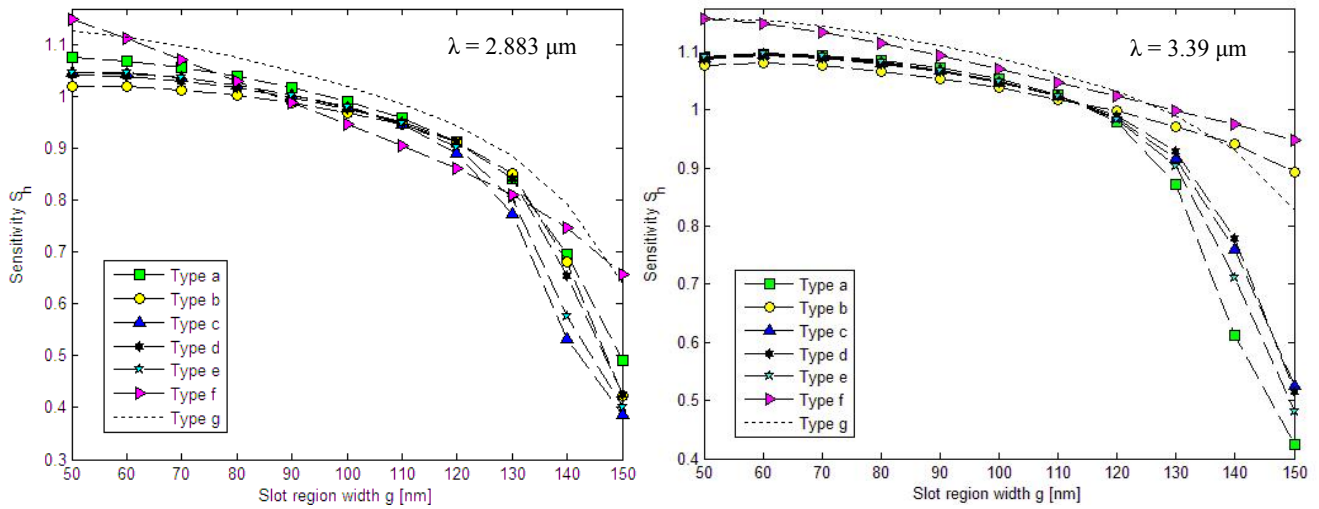 λ = 2.883 μm
Sensitivity S_h
1.1
1
0.9
0.8
0.7
0.6
0.5
0.4
0.3
Type a
Type b
Type c
Type d
Type e
Type f
Type g
50 60 70 80 90 100 110 120 130 140 150
Slot region width g [nm]
λ = 3.39 μm
Sensitivity S_h
1.1
1
0.9
0.8
0.7
0.6
0.5
0.4
Type a
Type b
Type c
Type d
Type e
Type f
Type g
50 60 70 80 90 100 110 120 130 140 150
Slot region width g [nm]